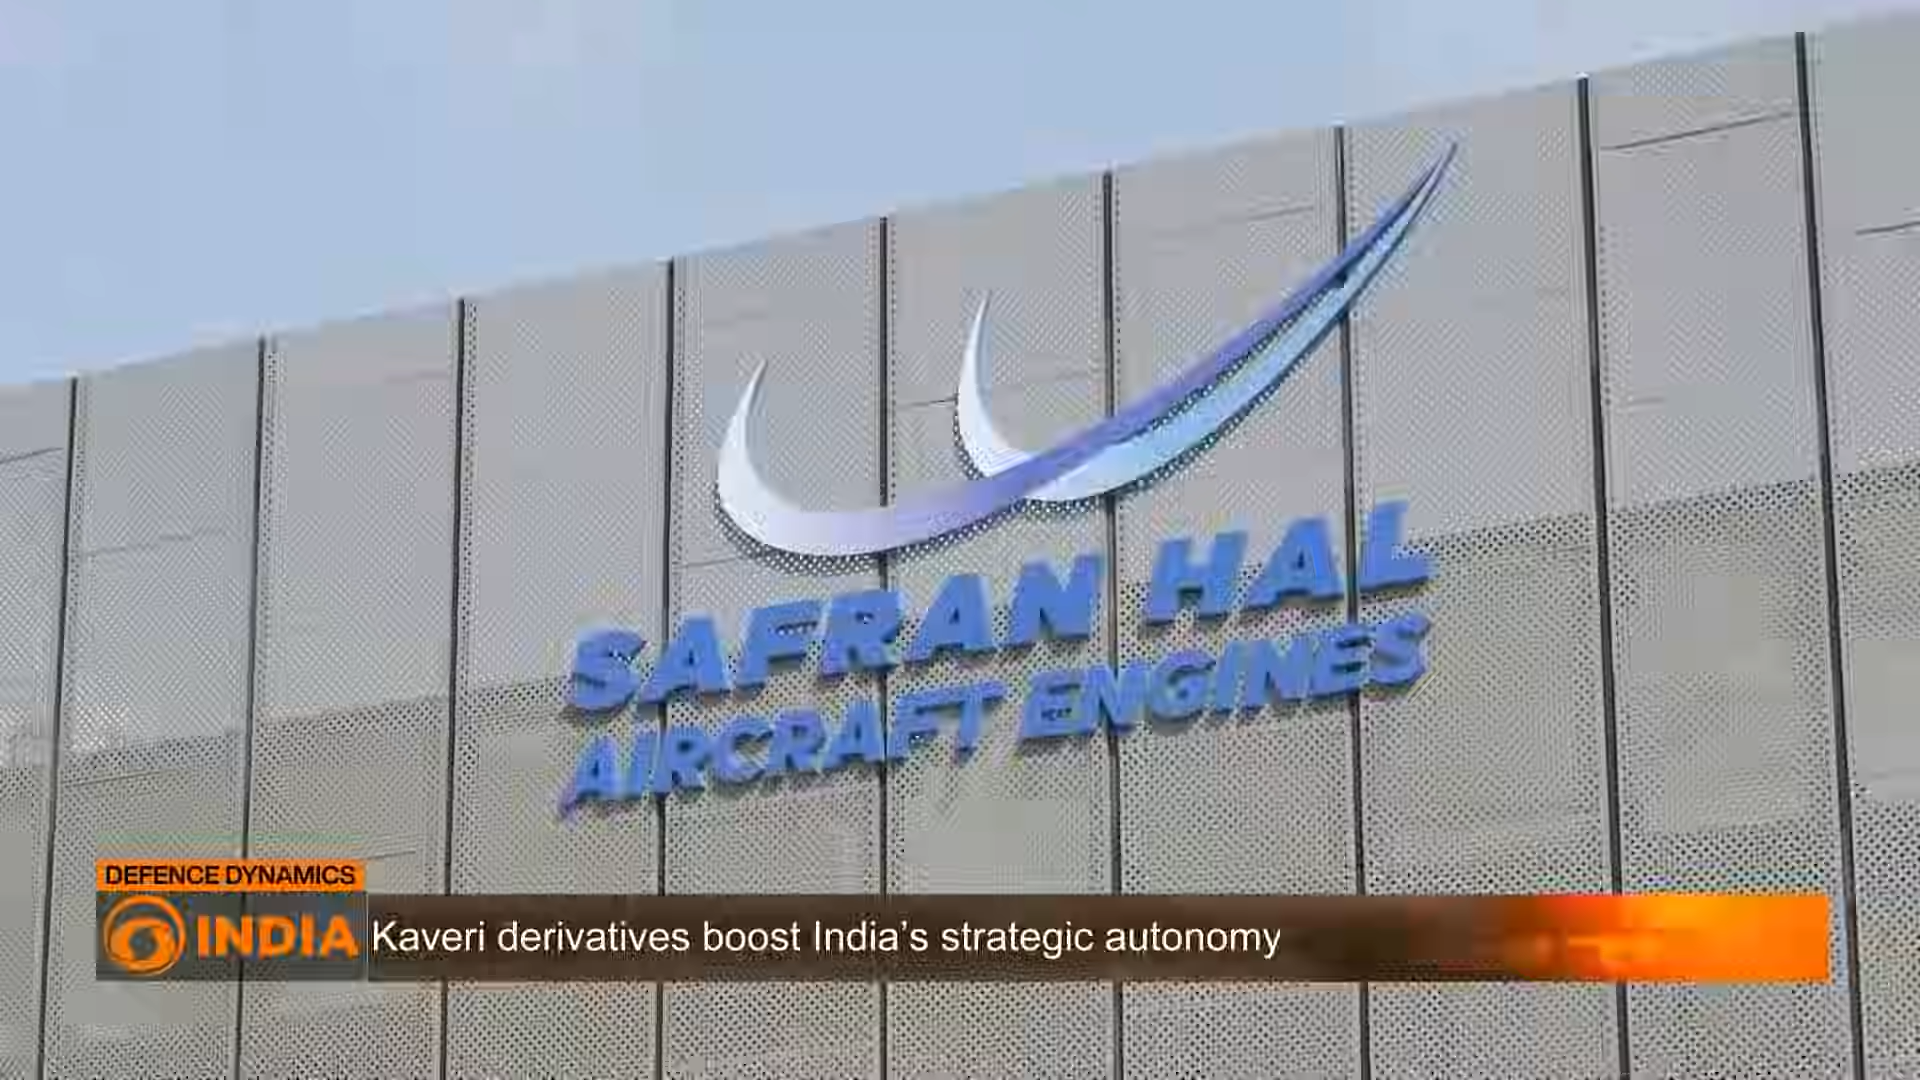 SAFRAN HAL
AIRCRAFT ENGINES
DEFENCE DYNAMICS
INDIA
Kaveri derivatives boost India’s strategic autonomy